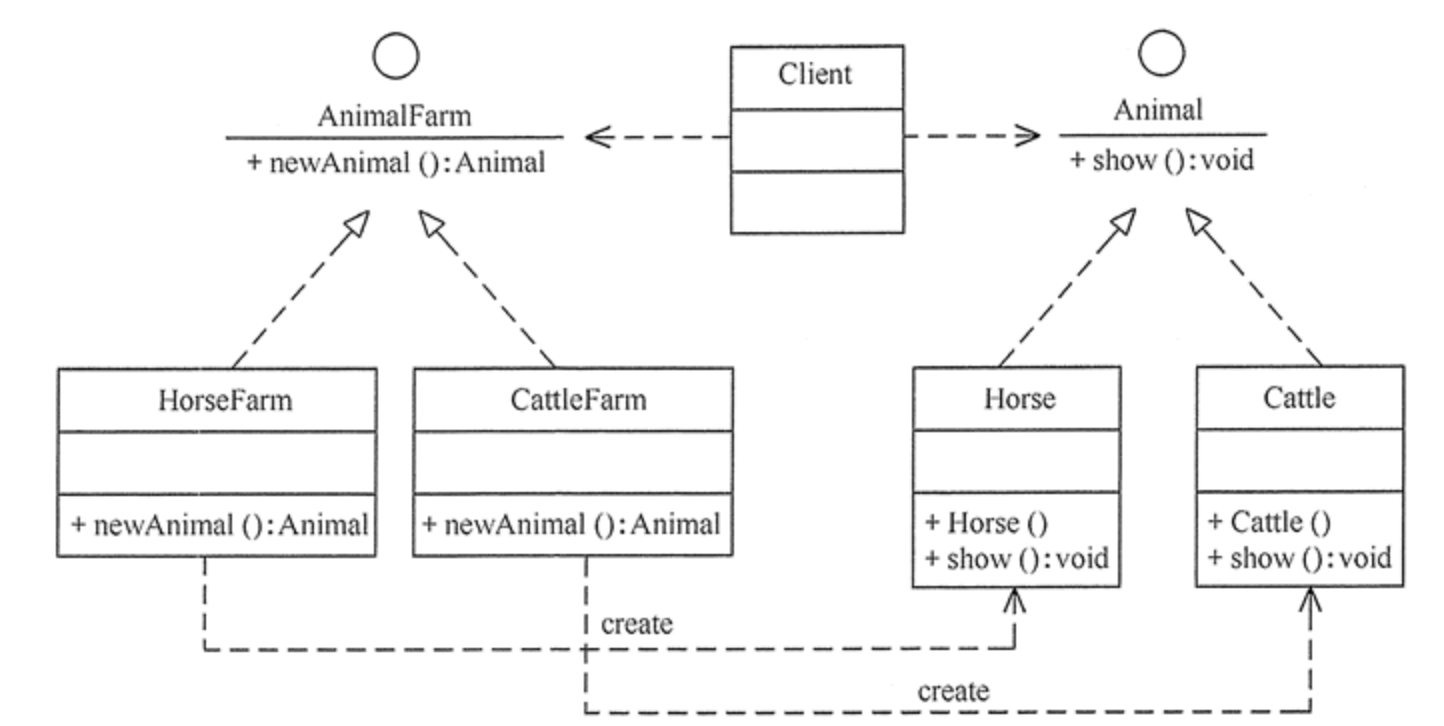 AnimalFarm
+ newAnimal ():Animal
Client
Animal
+ show ():void
HorseFarm
+ newAnimal ():Animal
CattleFarm
+ newAnimal ():Animal
Horse
+ Horse ()
+ show ():void
Cattle
+ Cattle ()
+ show ():void
create
create